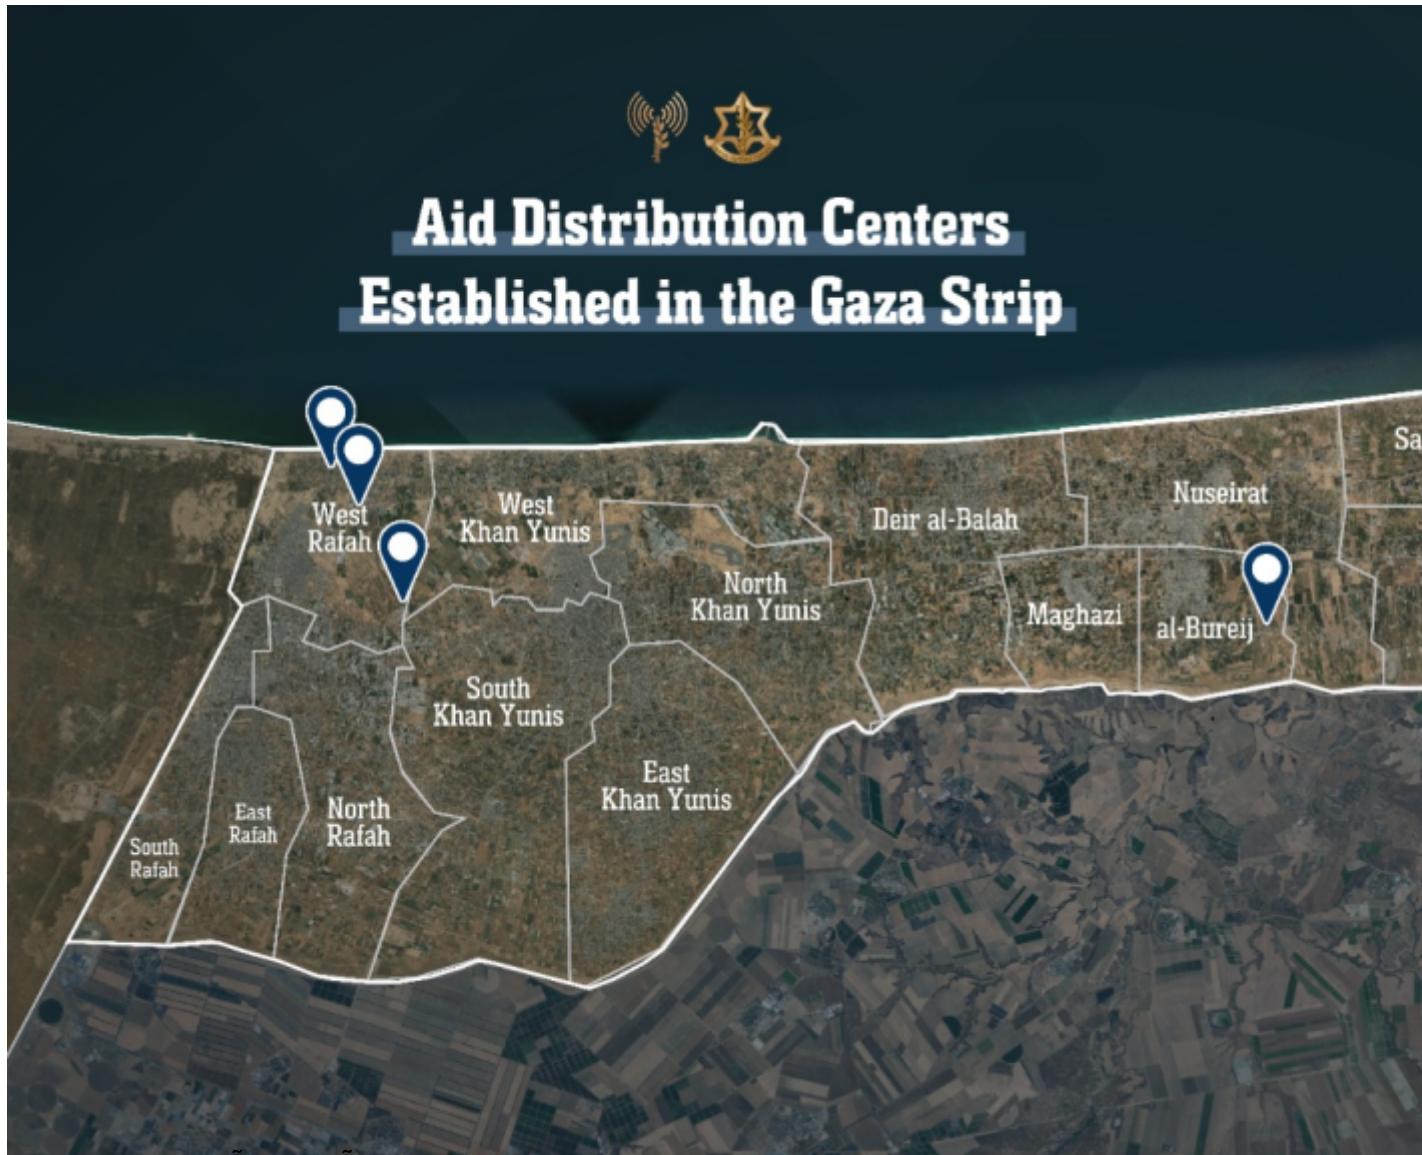 Aid Distribution Centers
Established in the Gaza Strip
West
Rafah
West
Khan Yunis
Deir al-Balah
Nuseirat
Sa
North
Khan Yunis
Maghazi
al-Bureij
South
Khan Yunis
East
Khan Yunis
East
Rafah
North
Rafah
South
Rafah